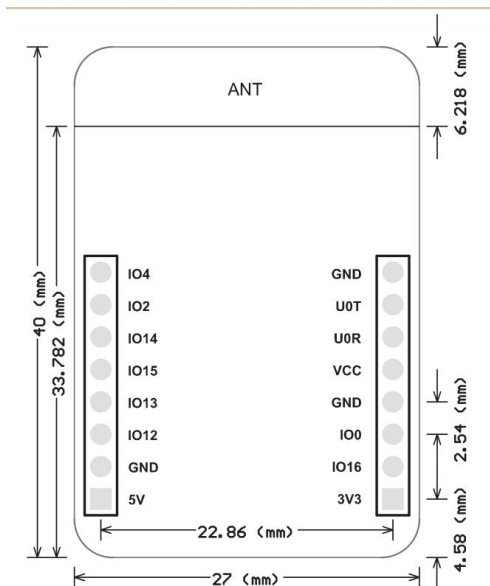 ANT
6.218 (mm)
40 (mm)
33.782 (mm)
IO4 GND
IO2 U0T
IO14 U0R
IO15 VCC
IO13 GND
IO12 IO0
GND IO16
5V 3V3
2.54 (mm)
22.86 (mm)
4.58 (mm)
27 (mm)